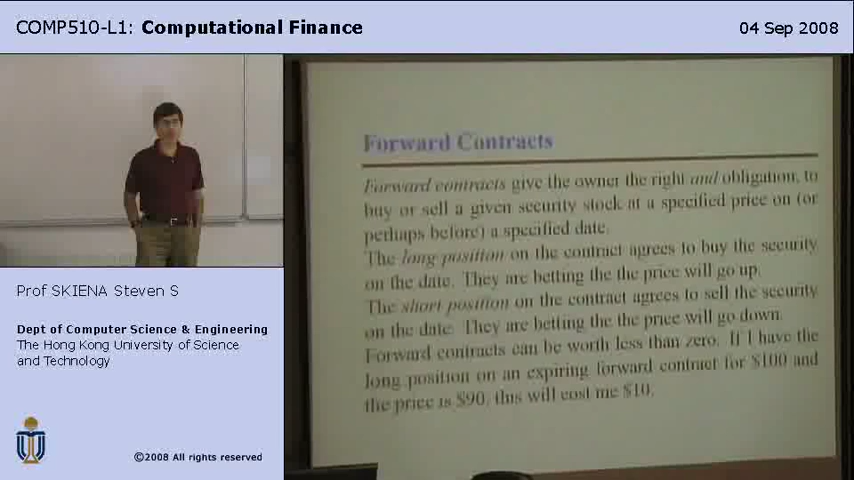 COMP510-L1: Computational Finance
04 Sep 2008
Forward Contracts
Forward contracts give the owner the right and obligation, to
buy or sell a given security stock at a specified price on (or
perhaps before) a specified date.
The long position on the contract agrees to buy the security
on the date. They are betting the the price will go up.
The short position on the contract agrees to sell the security
on the date. They are betting the the price will go down.
Forward contracts can be worth less than zero. If I have the
long position on an expiring forward contract for $100 and
the price is $90, this will cost me $10.
Prof SKIENA Steven S
Dept of Computer Science & Engineering
The Hong Kong University of Science
and Technology
©2008 All rights reserved